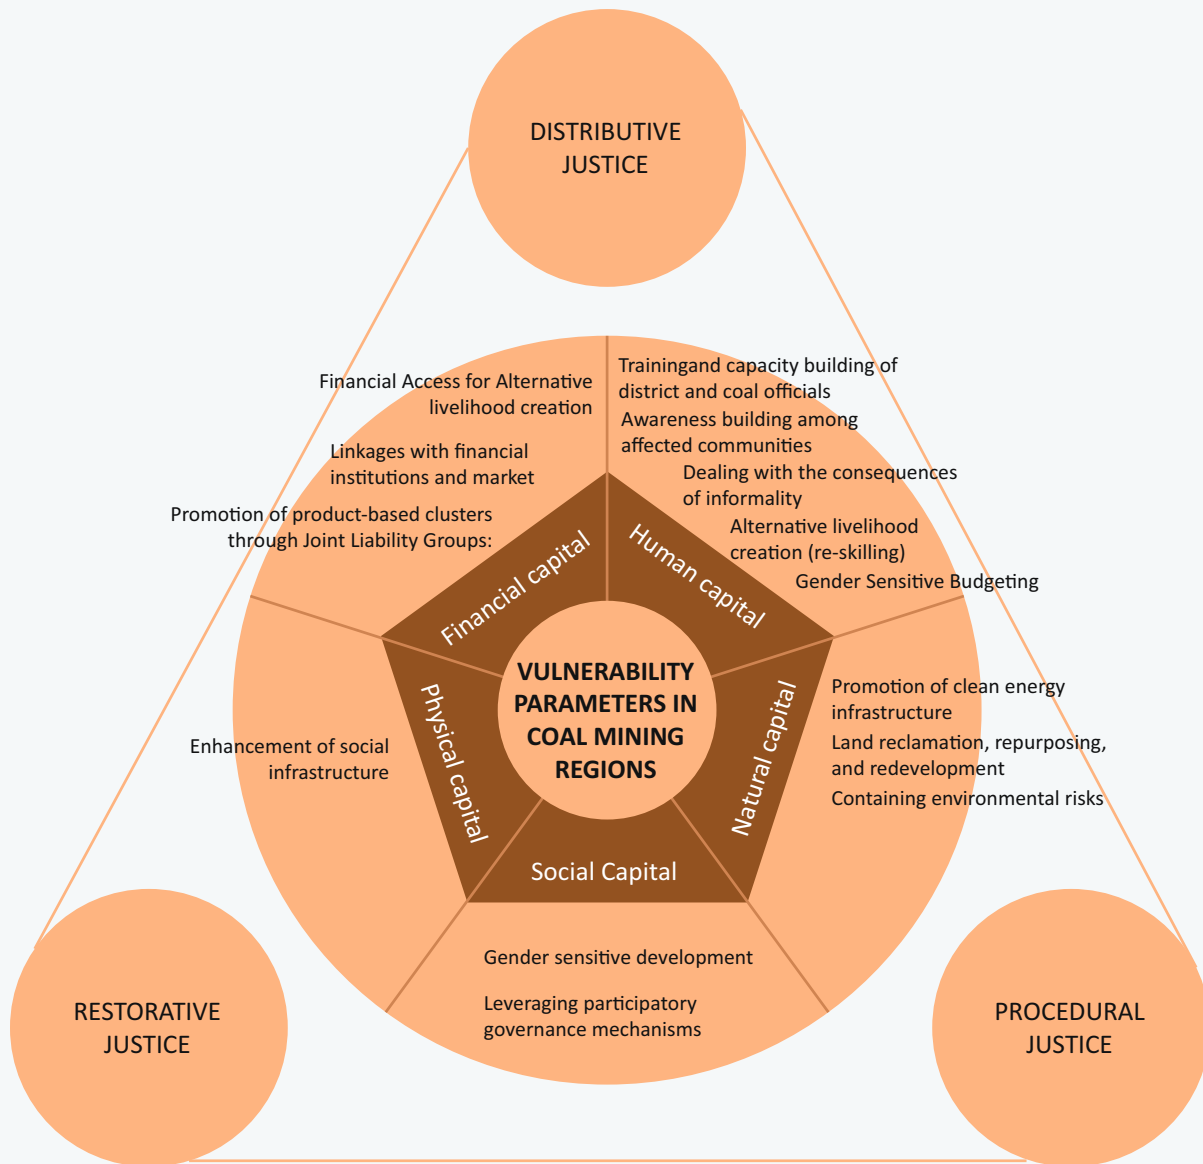 DISTRIBUTIVE
JUSTICE
Financial Access for Alternative
livelihood creation
Linkages with financial
institutions and market
Promotion of product-based clusters
through Joint Liability Groups:
Trainingand capacity building of
district and coal officials
Awareness building among
affected communities
Dealing with the consequences
of informality
Alternative livelihood
creation (re-skilling)
Gender Sensitive Budgeting
Financial capital
Human capital
VULNERABILITY
PARAMETERS IN
COAL MINING
REGIONS
Physical capital
Natural capital
Social Capital
Enhancement of social
infrastructure
Promotion of clean energy
infrastructure
Land reclamation, repurposing,
and redevelopment
Containing environmental risks
Gender sensitive development
Leveraging participatory
governance mechanisms
RESTORATIVE
JUSTICE
PROCEDURAL
JUSTICE